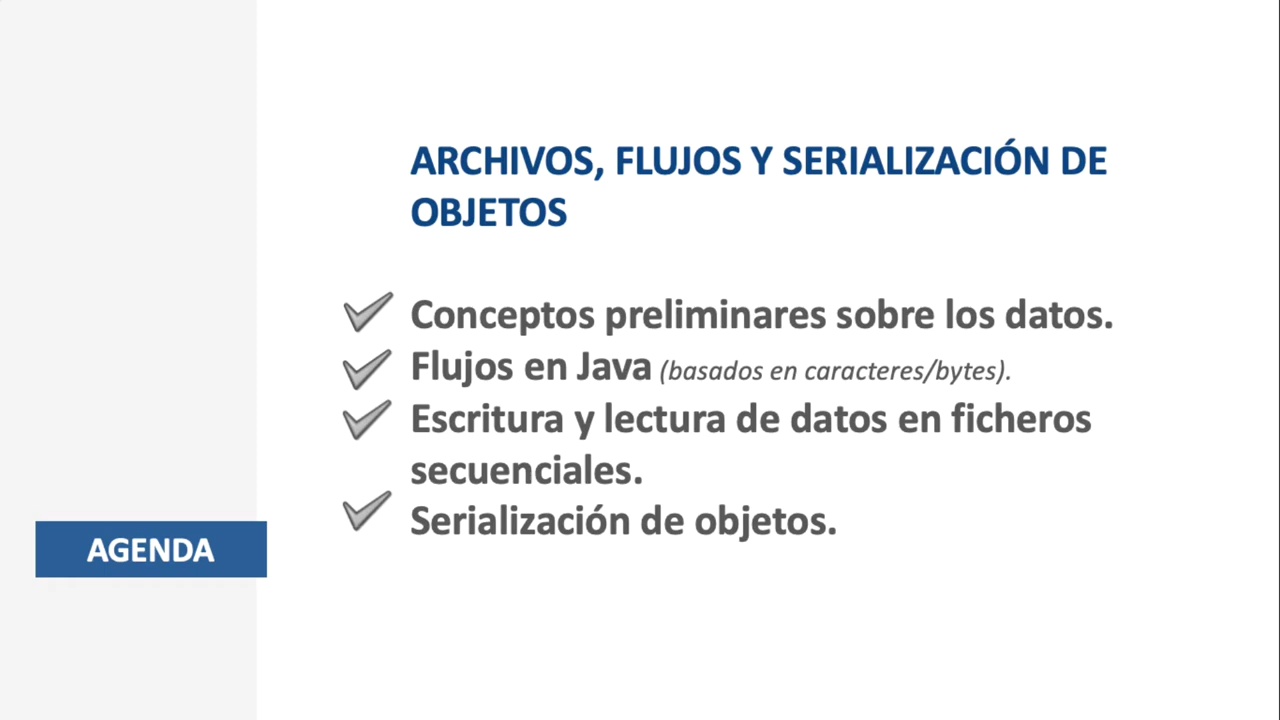 ARCHIVOS, FLUJOS Y SERIALIZACIÓN DE
OBJETOS
Conceptos preliminares sobre los datos.
Flujos en Java (basados en caracteres/bytes).
Escritura y lectura de datos en ficheros
secuenciales.
Serialización de objetos.
AGENDA